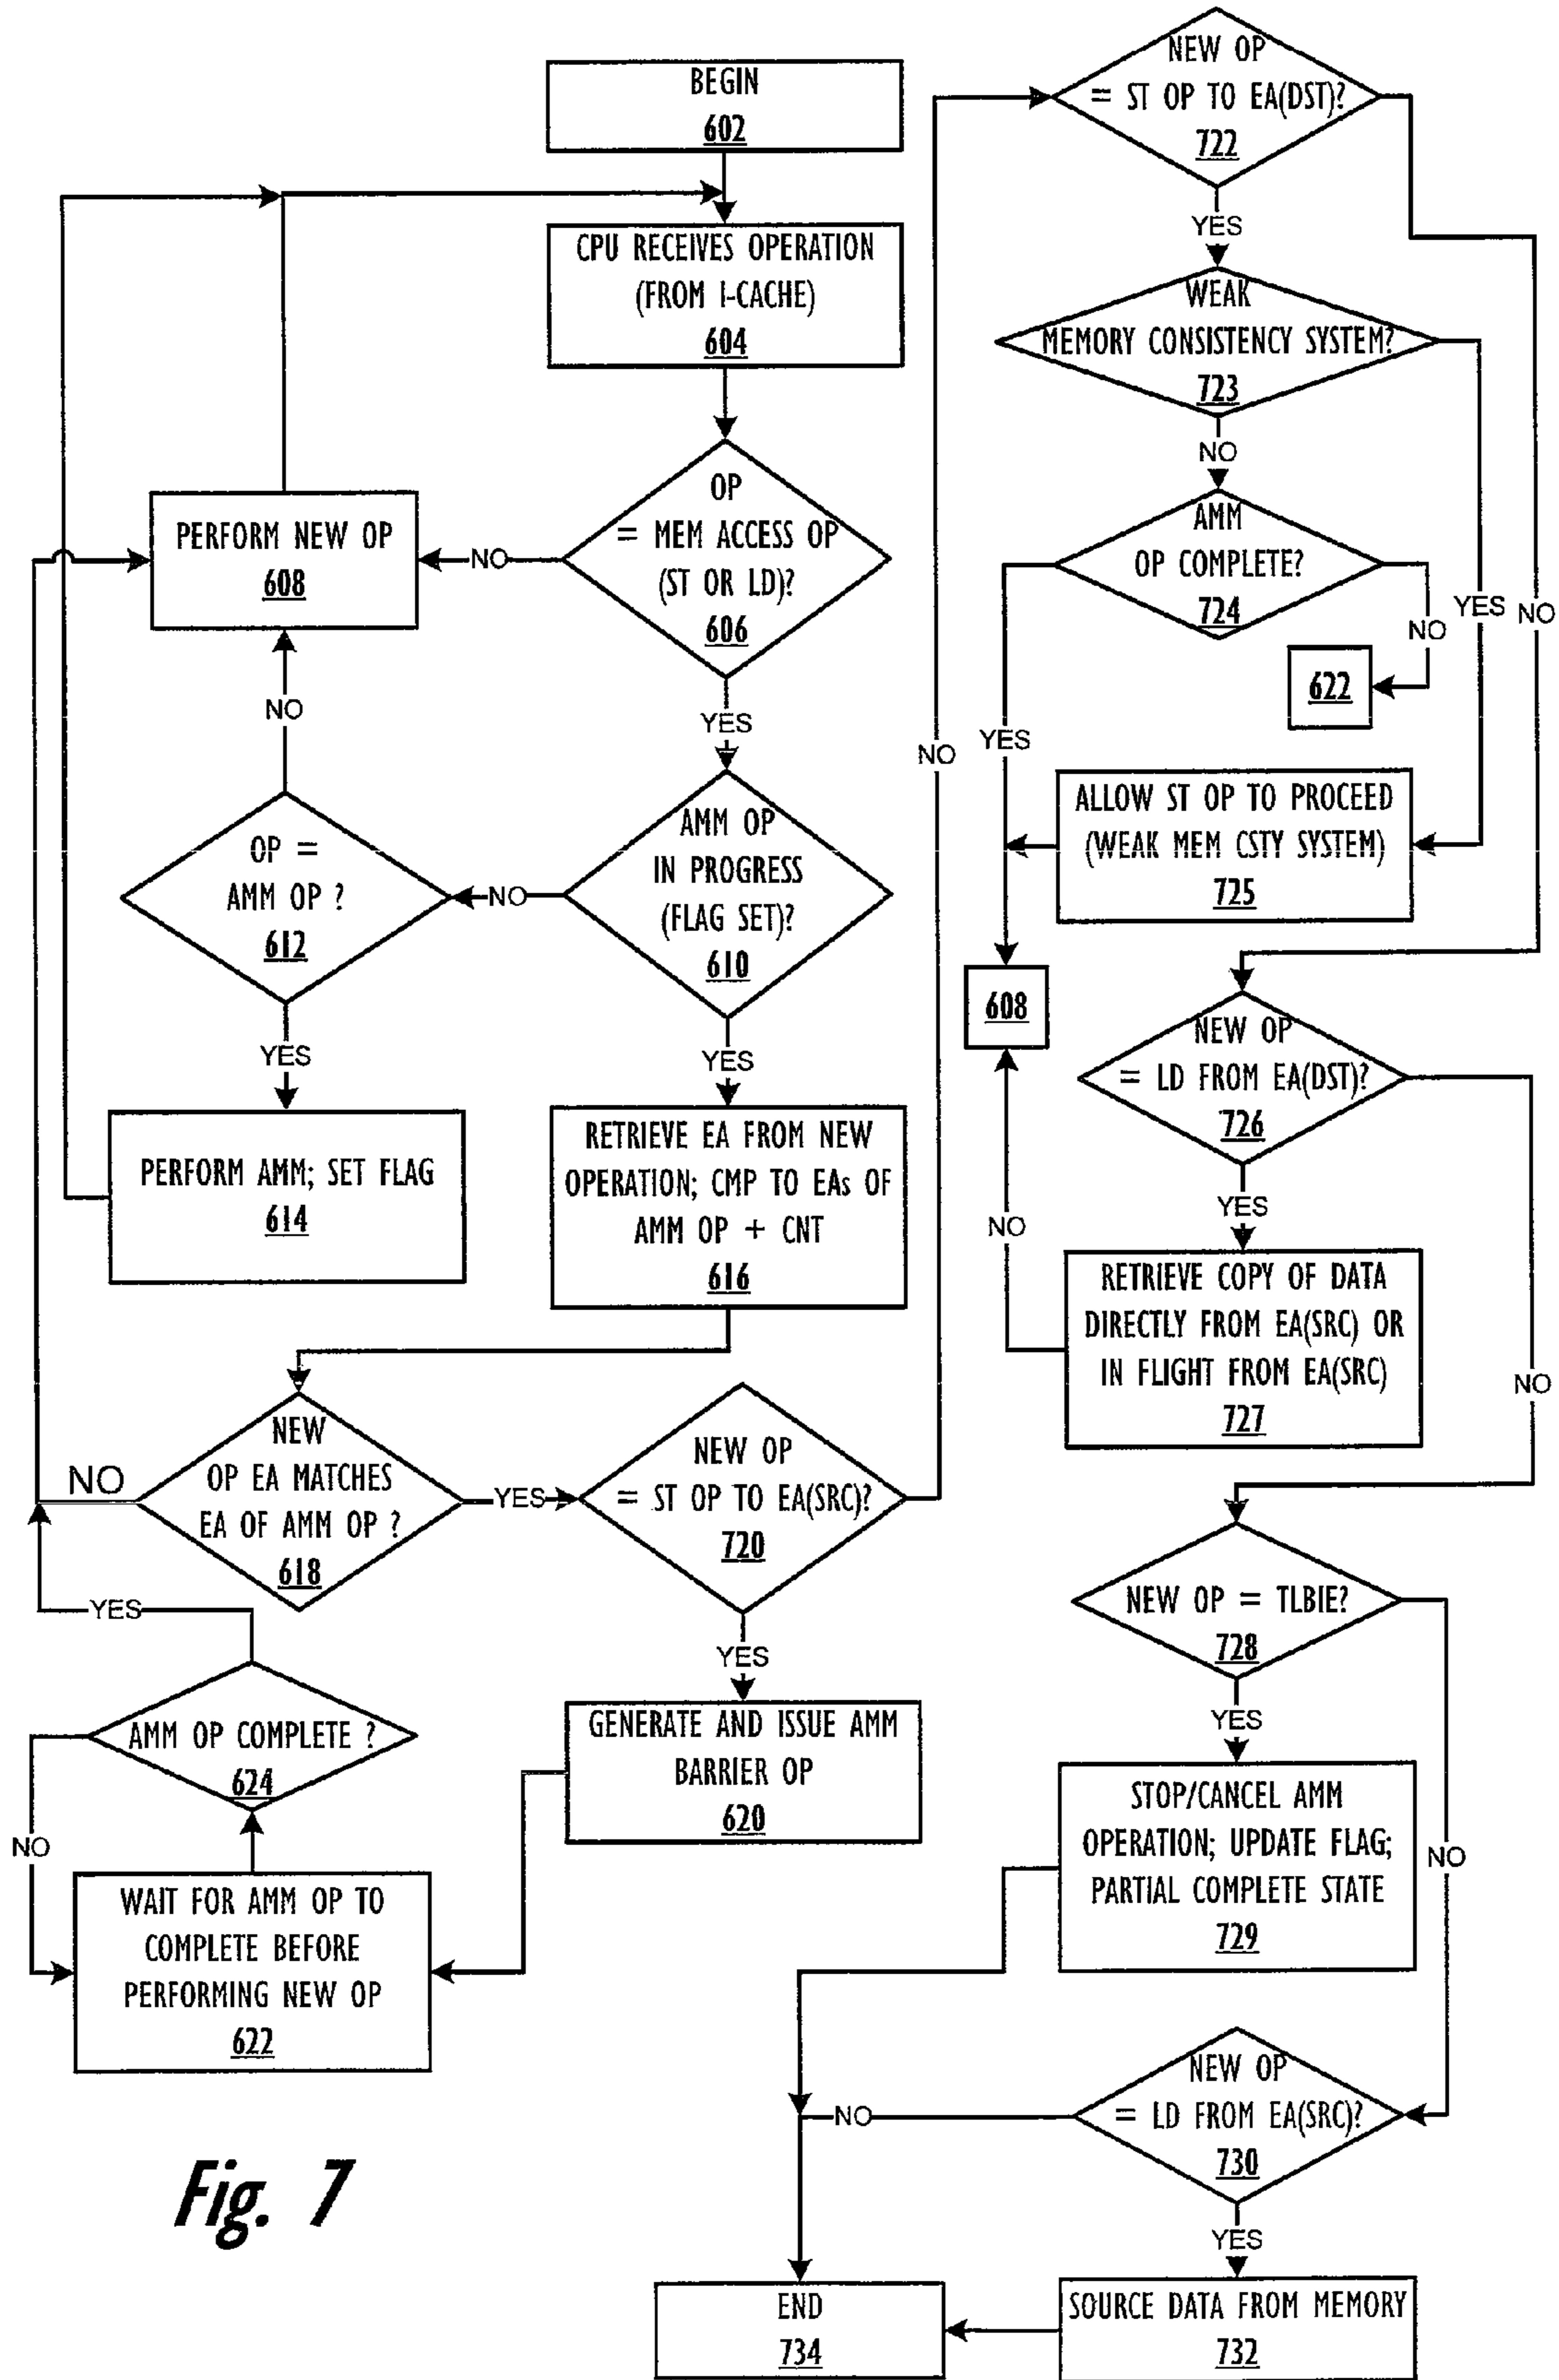 BEGIN
602
CPU RECEIVES OPERATION
(FROM I-CACHE)
604
OP
= MEM ACCESS OP
(ST OR LD)?
606
NO
PERFORM NEW OP
608
YES
AMM OP
IN PROGRESS
(FLAG SET)?
610
NO
OP =
AMM OP ?
612
NO
YES
PERFORM AMM; SET FLAG
614
YES
RETRIEVE EA FROM NEW
OPERATION; CMP TO EAs OF
AMM OP + CNT
616
NEW
OP EA MATCHES
EA OF AMM OP ?
618
NO
YES
NEW OP
= ST OP TO EA(SRC)?
720
NO
YES
GENERATE AND ISSUE AMM
BARRIER OP
620
WAIT FOR AMM OP TO
COMPLETE BEFORE
PERFORMING NEW OP
622
AMM OP COMPLETE ?
624
YES
NO
NEW OP
= ST OP TO EA(DST)?
722
YES
NO
WEAK
MEMORY CONSISTENCY SYSTEM?
723
NO
YES
AMM
OP COMPLETE?
724
NO
622
YES
ALLOW ST OP TO PROCEED
(WEAK MEM CSTY SYSTEM)
725
608
NEW OP
= LD FROM EA(DST)?
726
YES
NO
RETRIEVE COPY OF DATA
DIRECTLY FROM EA(SRC) OR
IN FLIGHT FROM EA(SRC)
727
NO
NEW OP = TLBIE?
728
YES
NO
STOP/CANCEL AMM
OPERATION; UPDATE FLAG;
PARTIAL COMPLETE STATE
729
NEW OP
= LD FROM EA(SRC)?
730
NO
YES
SOURCE DATA FROM MEMORY
732
END
734
Fig. 7